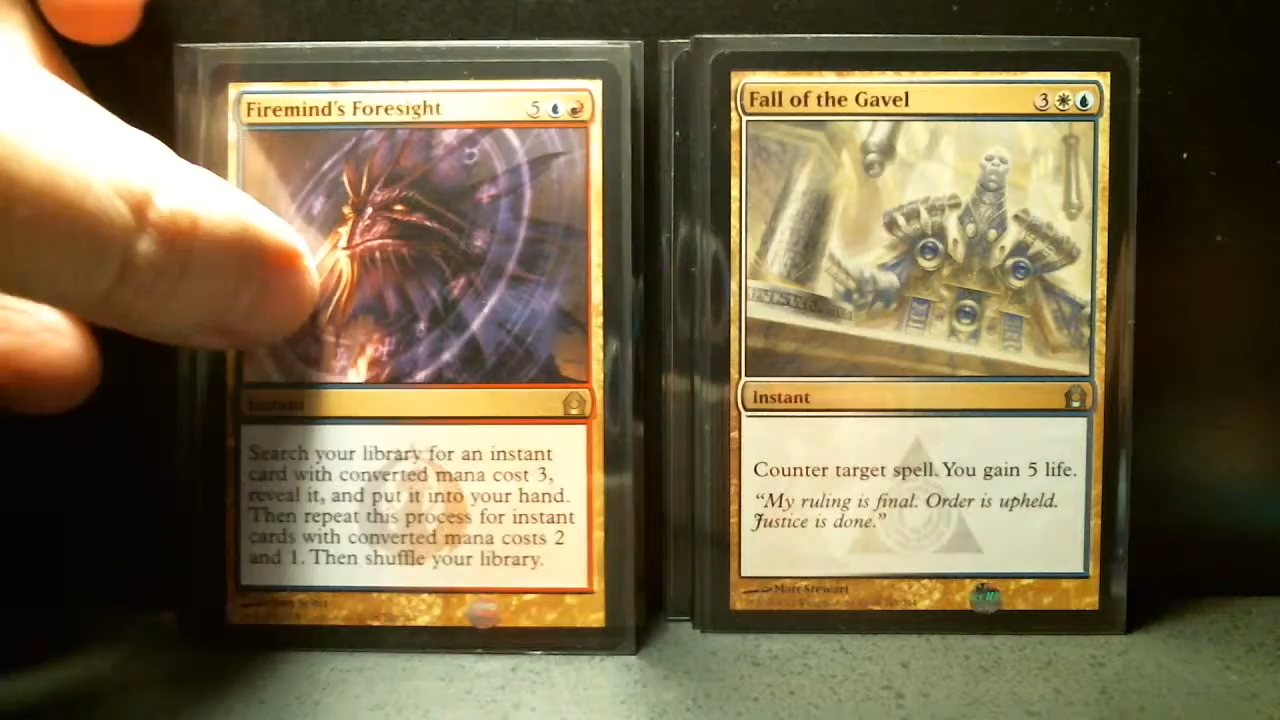 Firemind's Foresight
5
Instant
Search your library for an instant
card with converted mana cost 3,
reveal it, and put it into your hand.
Then repeat this process for instant
cards with converted mana costs 2
and 1. Then shuffle your library.
Fall of the Gavel
3
Instant
Counter target spell. You gain 5 life.
“My ruling is final. Order is upheld.
Justice is done.”
Matt Stewart